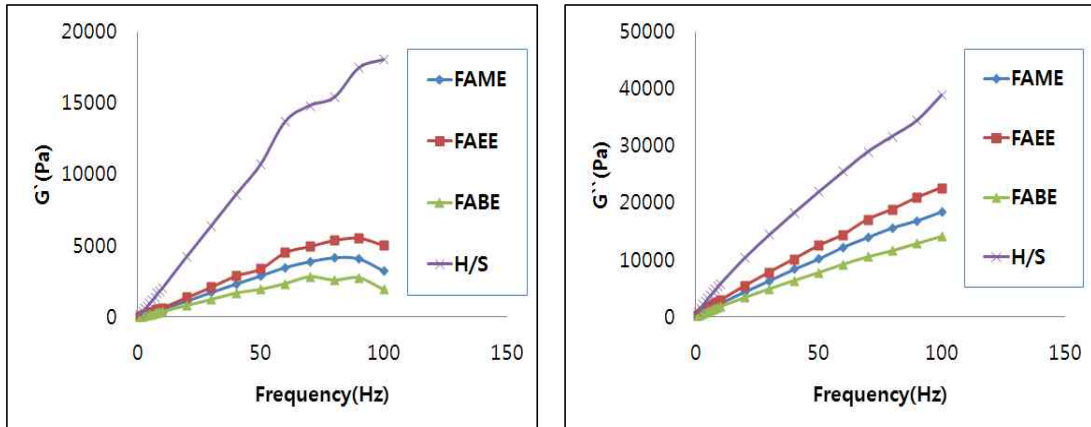 20000
15000
10000
5000
0
G`(Pa)
0 50 100 150
Frequency(Hz)
FAME
FAEE
FABE
H/S
50000
40000
30000
20000
10000
0
G``(Pa)
0 50 100 150
Frequency(Hz)
FAME
FAEE
FABE
H/S